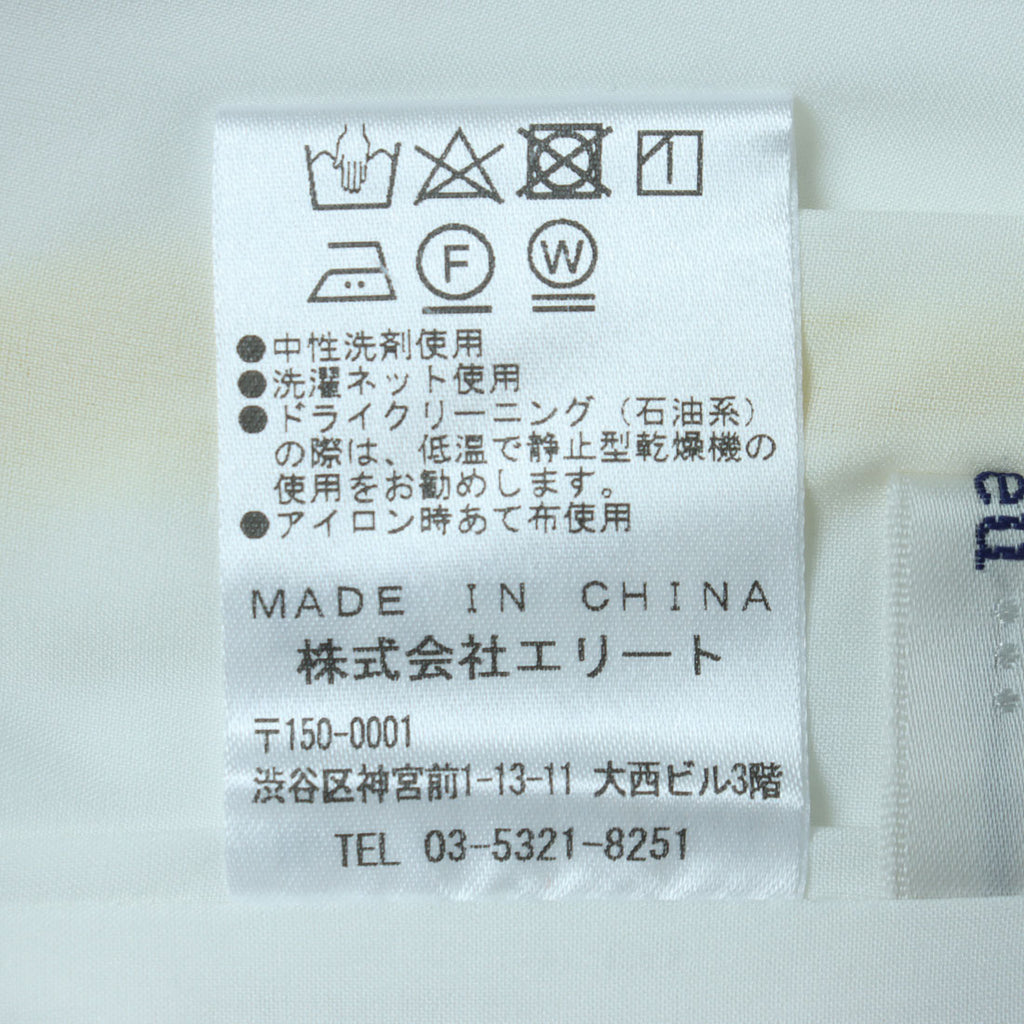 F W
●中性洗剤使用
●洗濯ネット使用
●ドライクリーニング（石油系）
の際は、低温で静止型乾燥機の
使用をお勧めします。
●アイロン時あて布使用
MADE IN CHINA
株式会社エリート
〒150-0001
渋谷区神宮前1-13-11 大西ビル3階
TEL 03-5321-8251